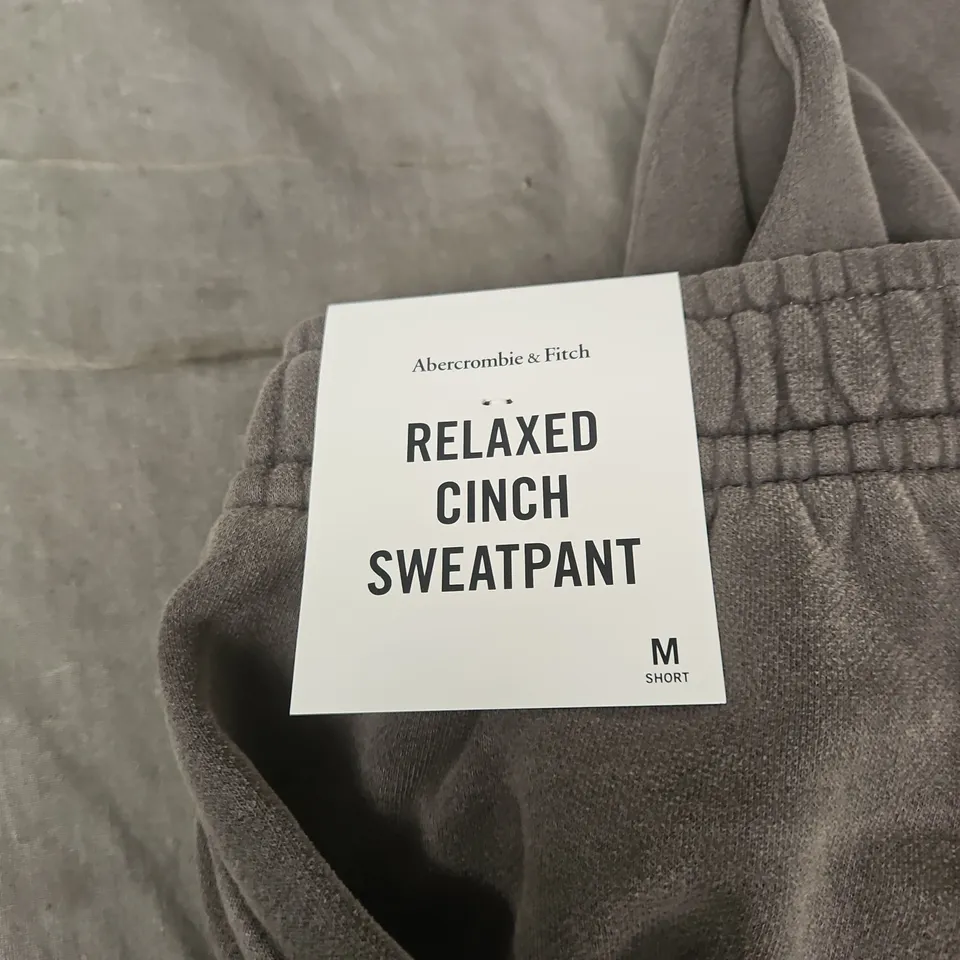 Abercrombie & Fitch
RELAXED
CINCH
SWEATPANT
M
SHORT